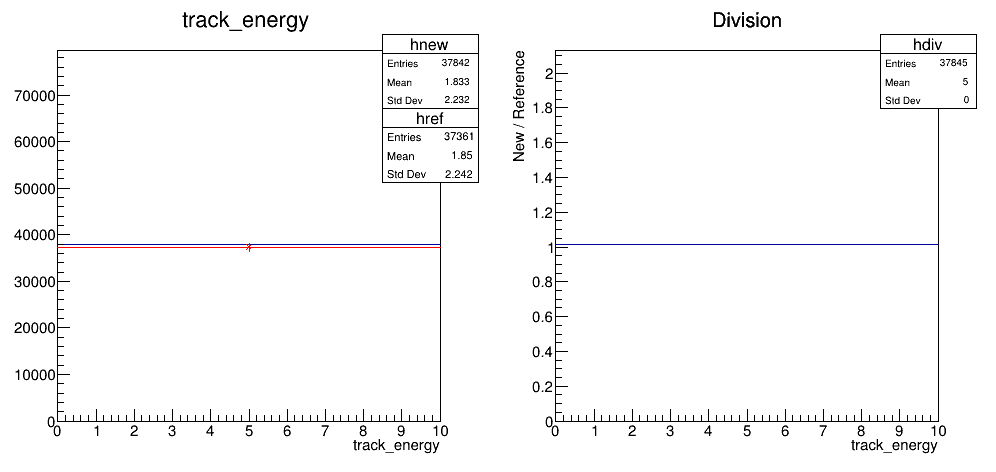 track_energy
hnew
Entries 37842
Mean 1.833
Std Dev 2.232
href
Entries 37361
Mean 1.85
Std Dev 2.242
70000
60000
50000
40000
30000
20000
10000
0
0 1 2 3 4 5 6 7 8 9 10
track_energy
Division
hdiv
Entries 37845
Mean 5
Std Dev 0
New / Reference
2
1.8
1.6
1.4
1.2
1
0.8
0.6
0.4
0.2
0
0 1 2 3 4 5 6 7 8 9 10
track_energy